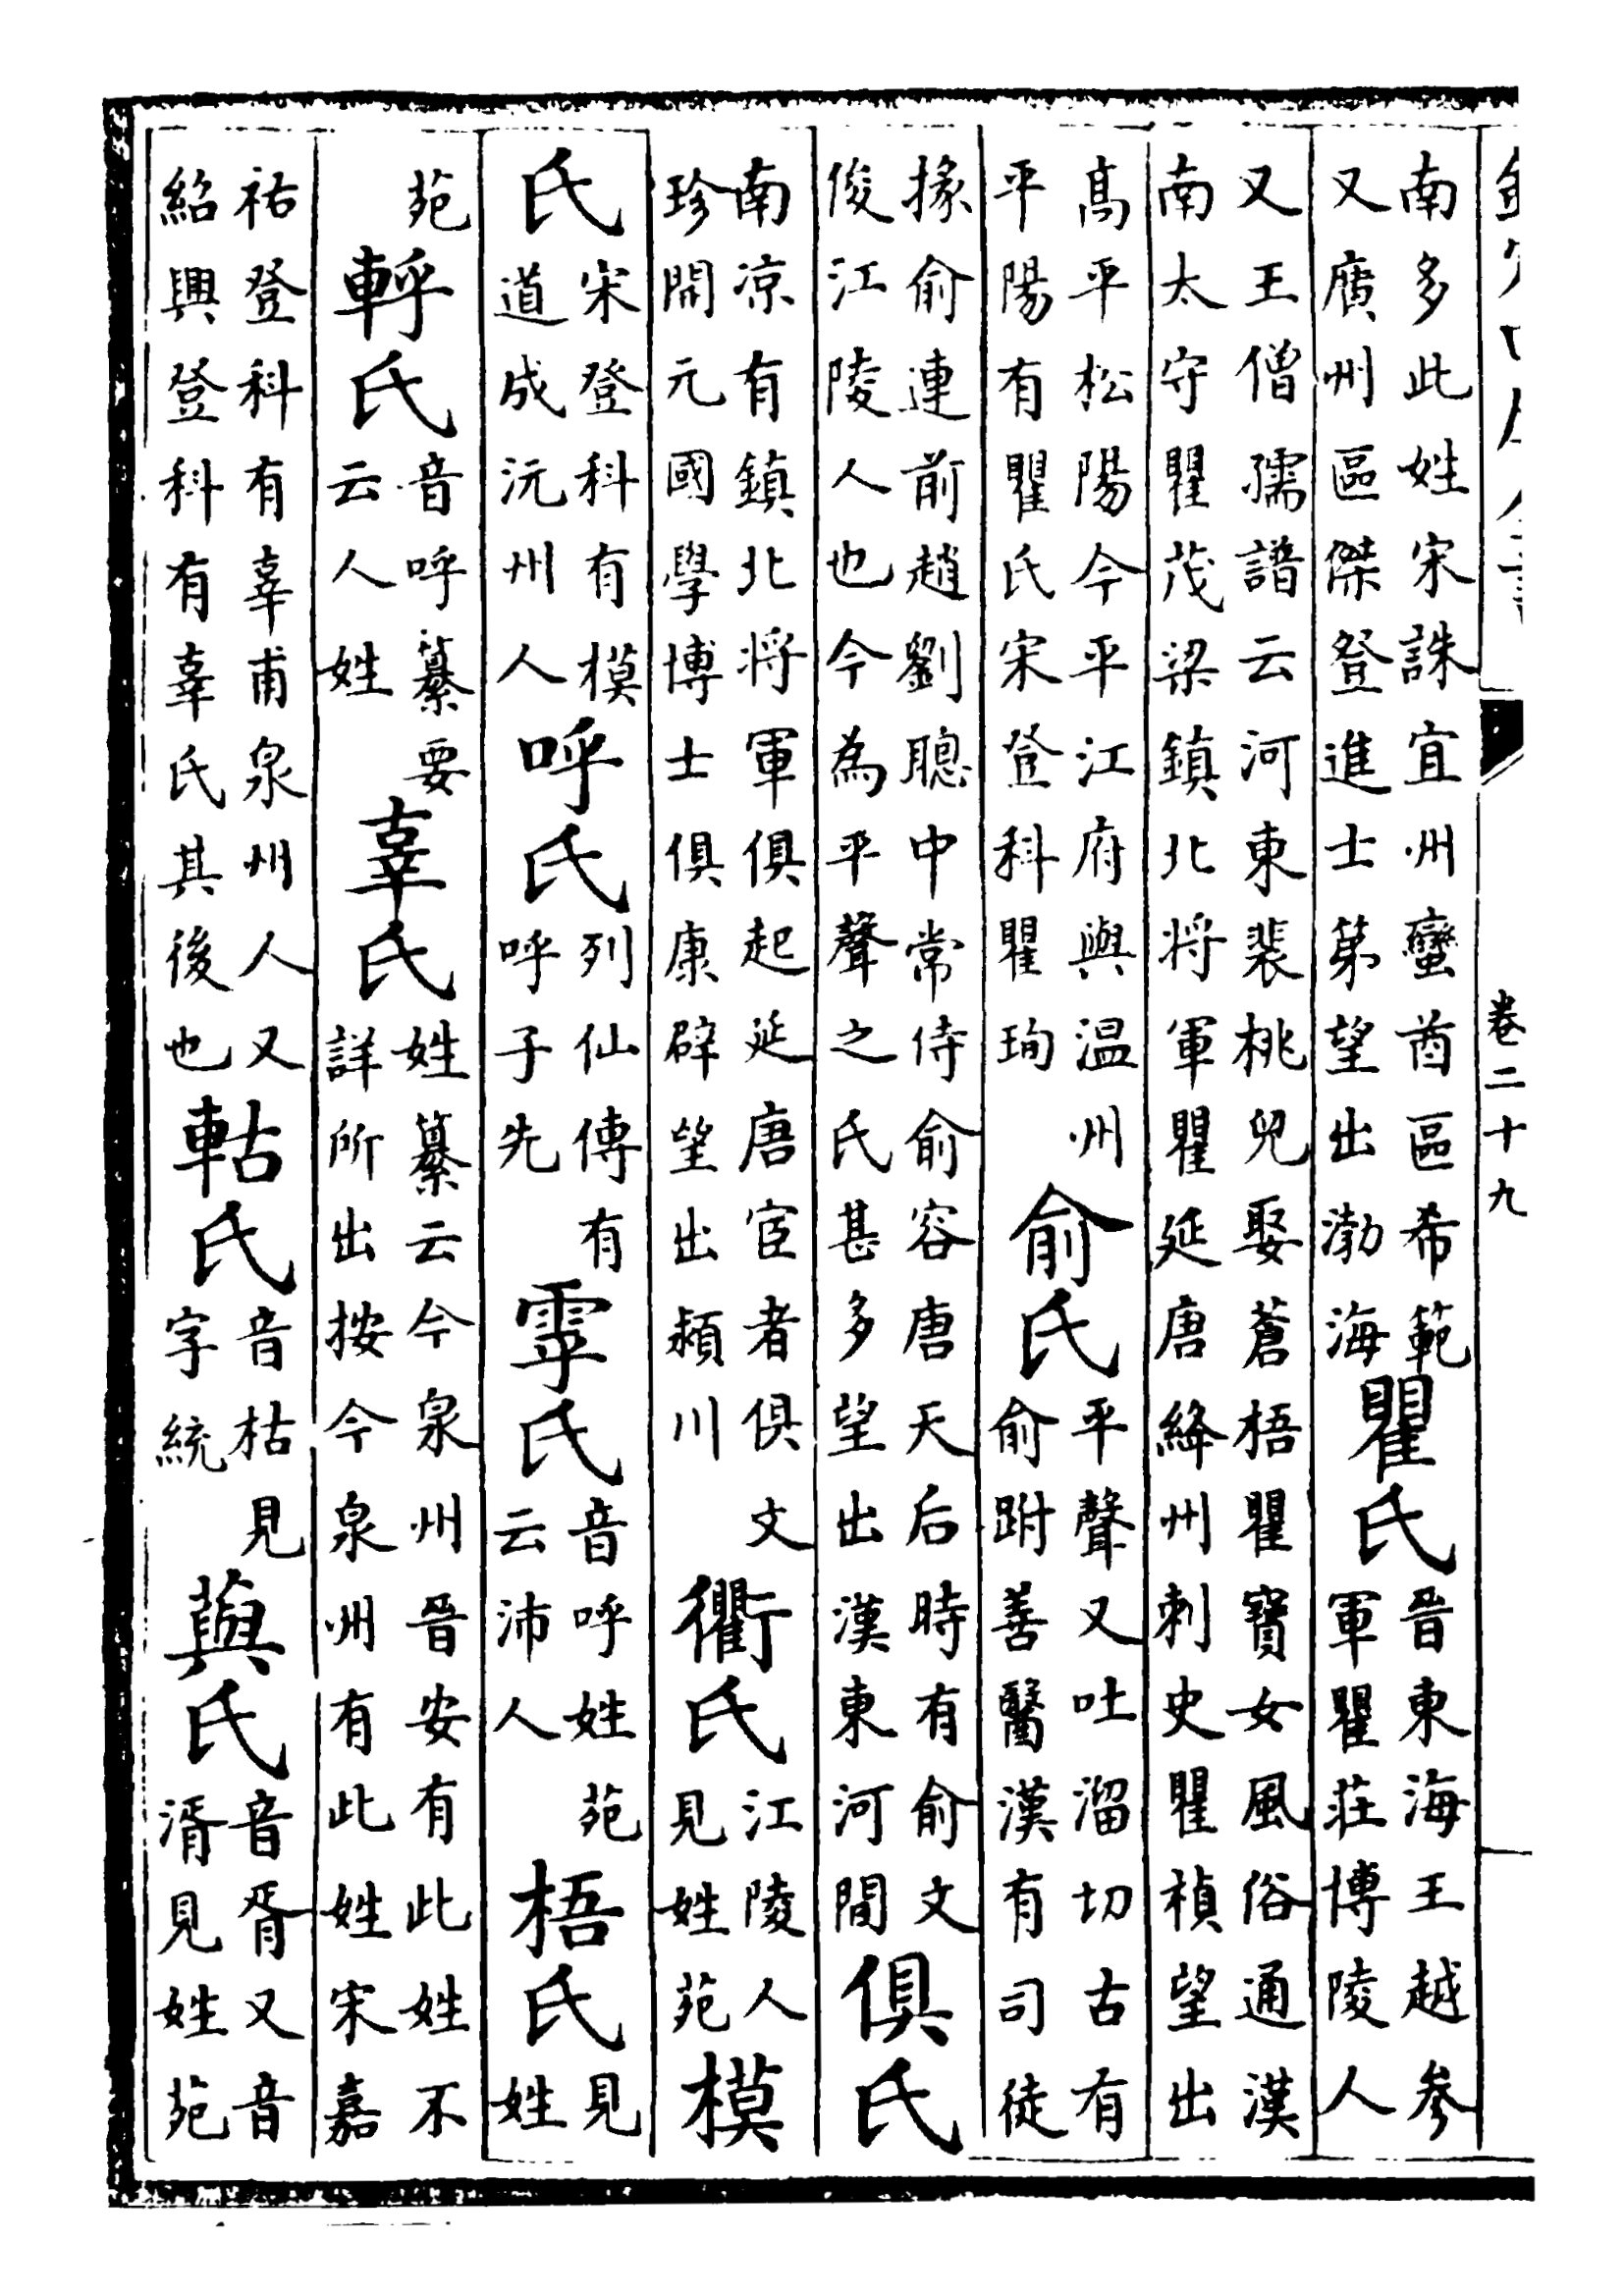 卷二十九
南多此姓宋誅宜州蠻酋區希範又廣州區傑登進士第望出渤海瞿氏晉東海王越參軍瞿莊博陵人
又王僧孺譜云河東裴桃兒娶蒼梧瞿寶女風俗通漢南太守瞿茂梁鎮北将軍瞿延唐絳州刺史瞿楨望出
髙平松陽今平江府與温州平陽有瞿氏宋登科瞿珣俞氏平聲又吐溜切古有俞跗善醫漢有司徒
掾俞連前趙劉聰中常侍俞容唐天后時有俞文俊江陵人也今為平聲之氏甚多望出漢東河間俱氏
南凉有鎮北将軍俱起延唐宦者俱文珍開元國學博士俱康辟望出潁川衢氏江陵人見姓苑模
氏宋登科有模道成沅州人呼氏列仙傳有呼子先雽氏音呼姓苑云沛人梧氏見姓
苑軤氏音呼纂要云人姓辜氏姓纂云今泉州晉安有此姓不詳所出按今泉州有此姓宋嘉
祐登科有辜甫泉州人又紹興登科有辜氏其後也軲氏音枯見字統藇氏音胥又音湑見姓苑